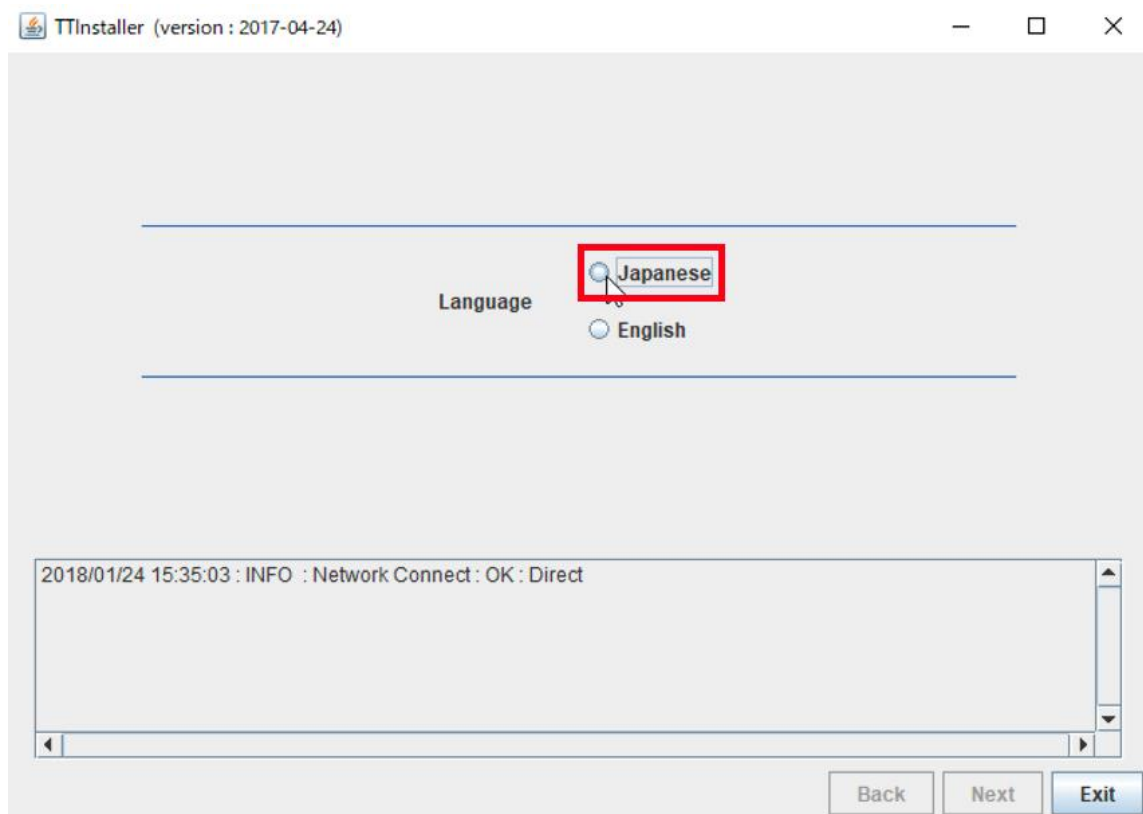 TTInstaller (version : 2017-04-24)
Japanese
Language
English
2018/01/24 15:35:03 : INFO : Network Connect : OK : Direct
Back Next Exit